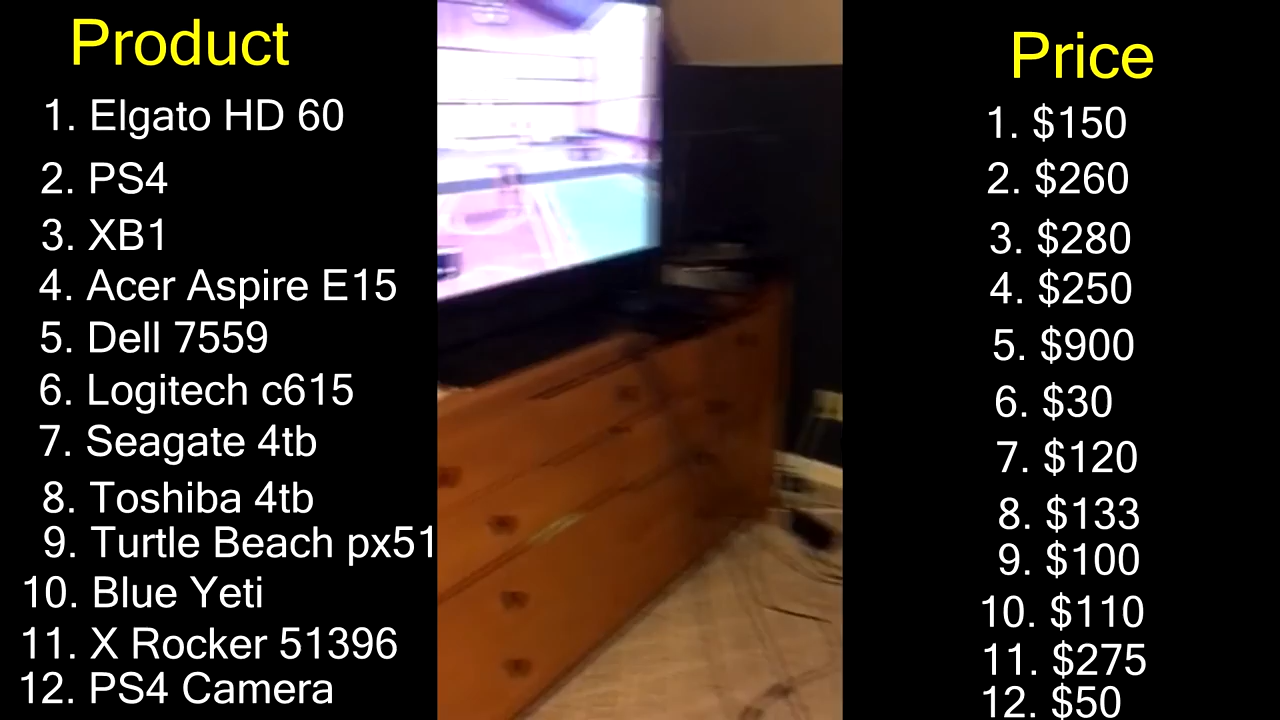 Product
1. Elgato HD 60
2. PS4
3. XB1
4. Acer Aspire E15
5. Dell 7559
6. Logitech c615
7. Seagate 4tb
8. Toshiba 4tb
9. Turtle Beach px51
10. Blue Yeti
11. X Rocker 51396
12. PS4 Camera
Price
1. $150
2. $260
3. $280
4. $250
5. $900
6. $30
7. $120
8. $133
9. $100
10. $110
11. $275
12. $50